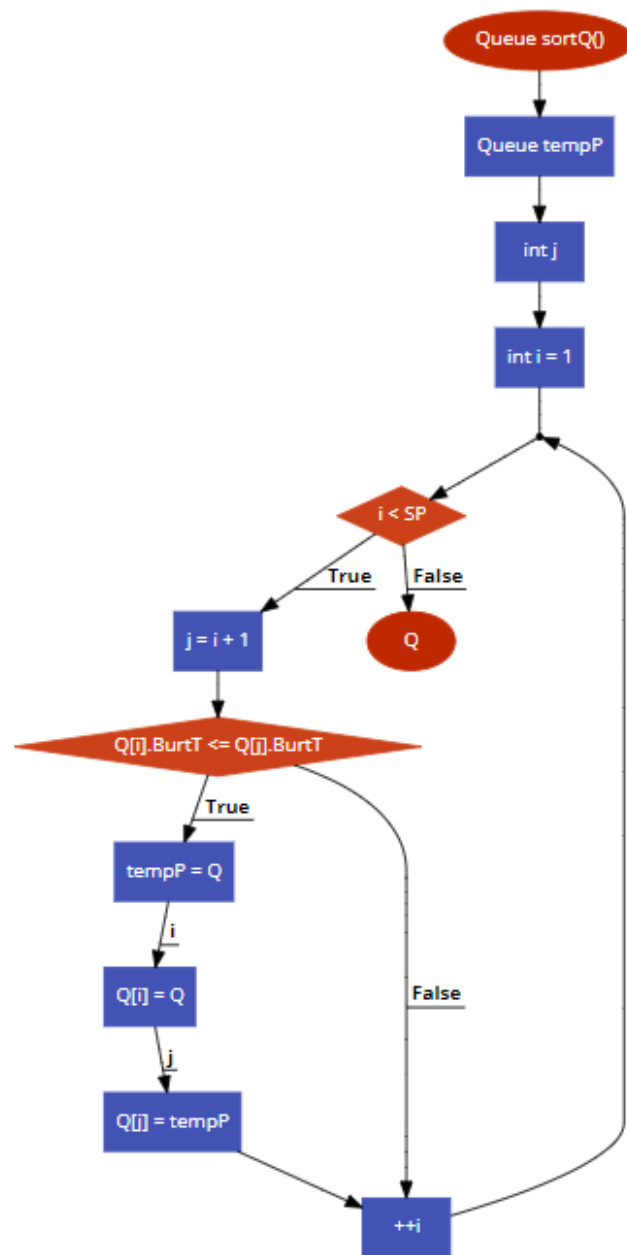 Queue sortQ()
Queue tempP
int j
int i = 1
i < SP
True
False
j = i + 1
Q
Q[i].BurtT <= Q[j].BurtT
True
tempP = Q
i
Q[i] = Q
False
j
Q[j] = tempP
++i